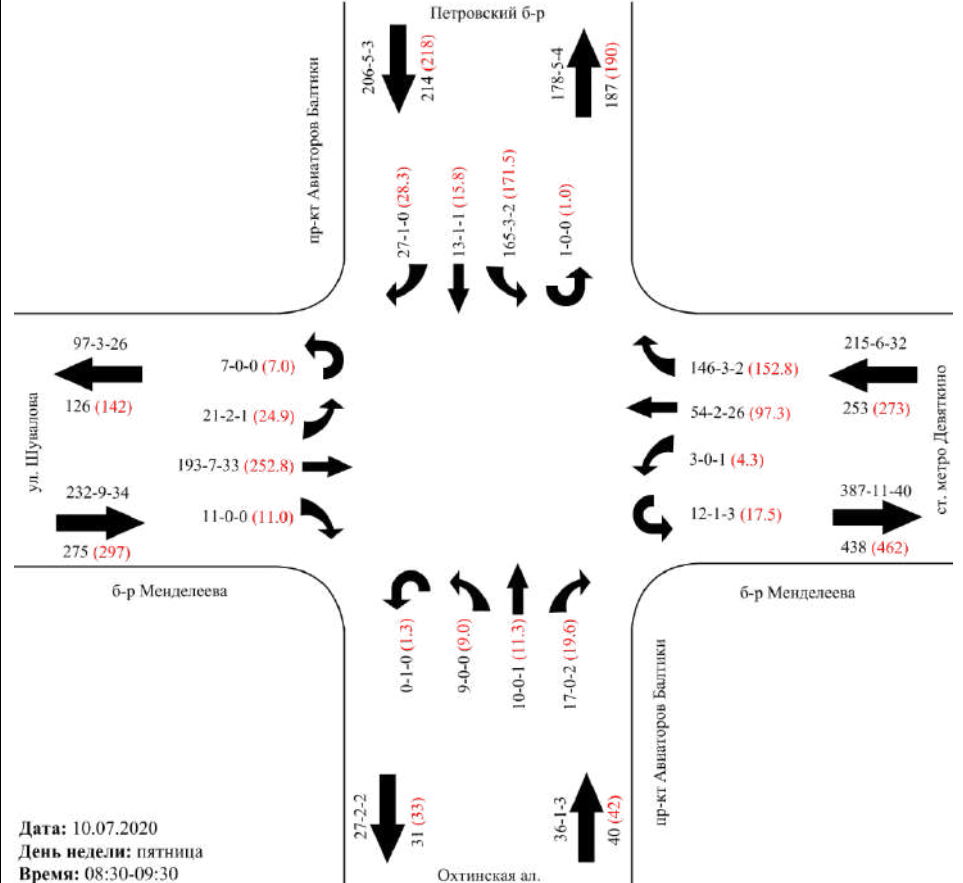 Петровский б-р
пр-кт Авиаторов Балтики
206-5-3
214 (218)
178-5-4
187 (190)
27-1-0 (28.3)
13-1-1 (15.8)
165-3-2 (171.5)
1-0-0 (1.0)
97-3-26
126 (142)
ул. Шувалова
232-9-34
275 (297)
7-0-0 (7.0)
21-2-1 (24.9)
193-7-33 (252.8)
11-0-0 (11.0)
146-3-2 (152.8)
54-2-26 (97.3)
3-0-1 (4.3)
12-1-3 (17.5)
215-6-32
253 (273)
ст. метро Девяткино
387-11-40
438 (462)
б-р Менделеева
б-р Менделеева
0-1-0 (1.3)
9-0-0 (9.0)
10-0-1 (11.3)
17-0-2 (19.6)
пр-кт Авиаторов Балтики
27-2-2
31 (33)
36-1-3
40 (42)
Дата: 10.07.2020
День недели: пятница
Время: 08:30-09:30
Охтинская ал.